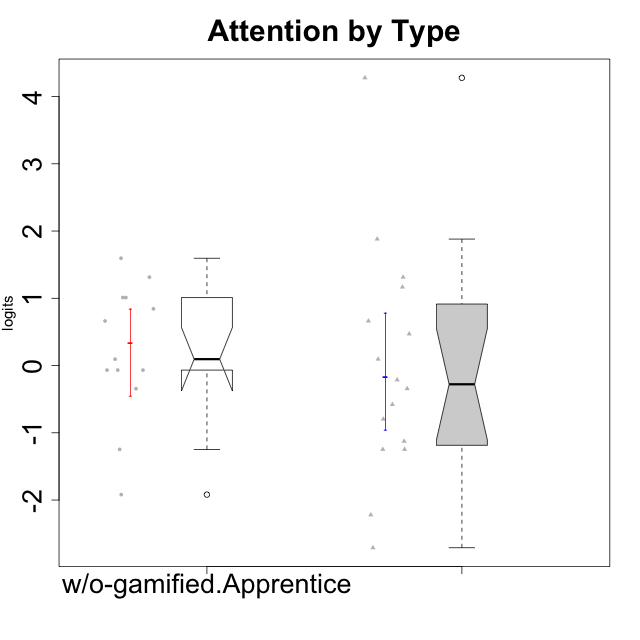 Attention by Type
logits
4
3
2
1
0
-1
-2
w/o-gamified.Apprentice